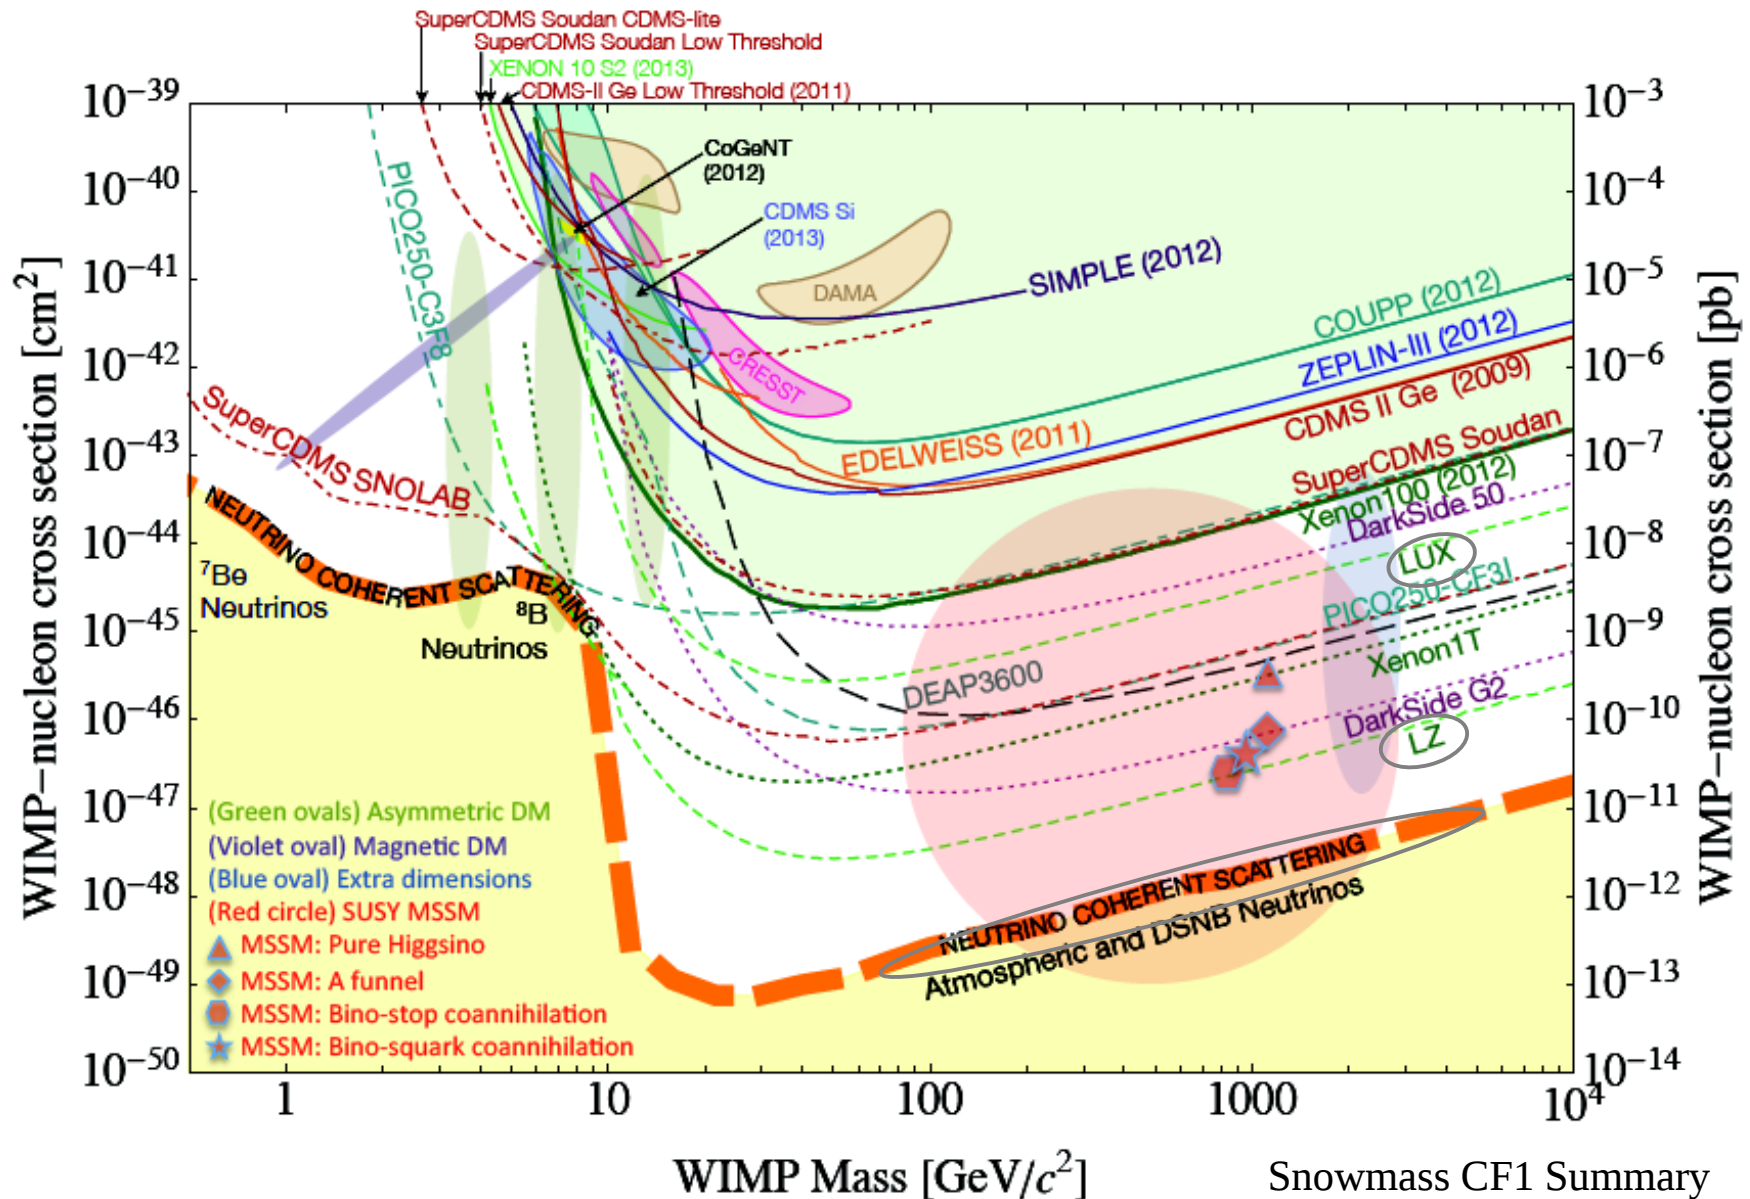 SuperCDMS Soudan CDMS-lite
SuperCDMS Soudan Low Threshold
XENON 10 S2 (2013)
CDMS-II Ge Low Threshold (2011)
10−39
10−40
10−41
10−42
10−43
10−44
10−45
10−46
10−47
10−48
10−49
10−50
WIMP−nucleon cross section [cm2]
10−3
10−4
10−5
10−6
10−7
10−8
10−9
10−10
10−11
10−12
10−13
10−14
WIMP−nucleon cross section [pb]
CoGeNT
(2012)
CDMS Si
(2013)
PICO250-C3F8
DAMA
SIMPLE (2012)
COUPP (2012)
ZEPLIN-III (2012)
CRESST
CDMS II Ge (2009)
EDELWEISS (2011)
SuperCDMS Soudan
Xenon100 (2012)
DarkSide 50
LUX
SuperCDMS SNOLAB
NEUTRINO COHERENT SCATTERING
7Be
Neutrinos
8B
Neutrinos
PICO250-CF3I
Xenon1T
DEAP3600
DarkSide G2
LZ
NEUTRINO COHERENT SCATTERING
Atmospheric and DSNB Neutrinos
(Green ovals) Asymmetric DM
(Violet oval) Magnetic DM
(Blue oval) Extra dimensions
(Red circle) SUSY MSSM
MSSM: Pure Higgsino
MSSM: A funnel
MSSM: Bino-stop coannihilation
MSSM: Bino-squark coannihilation
1
10
100
1000
104
WIMP Mass [GeV/c2]
Snowmass CF1 Summary